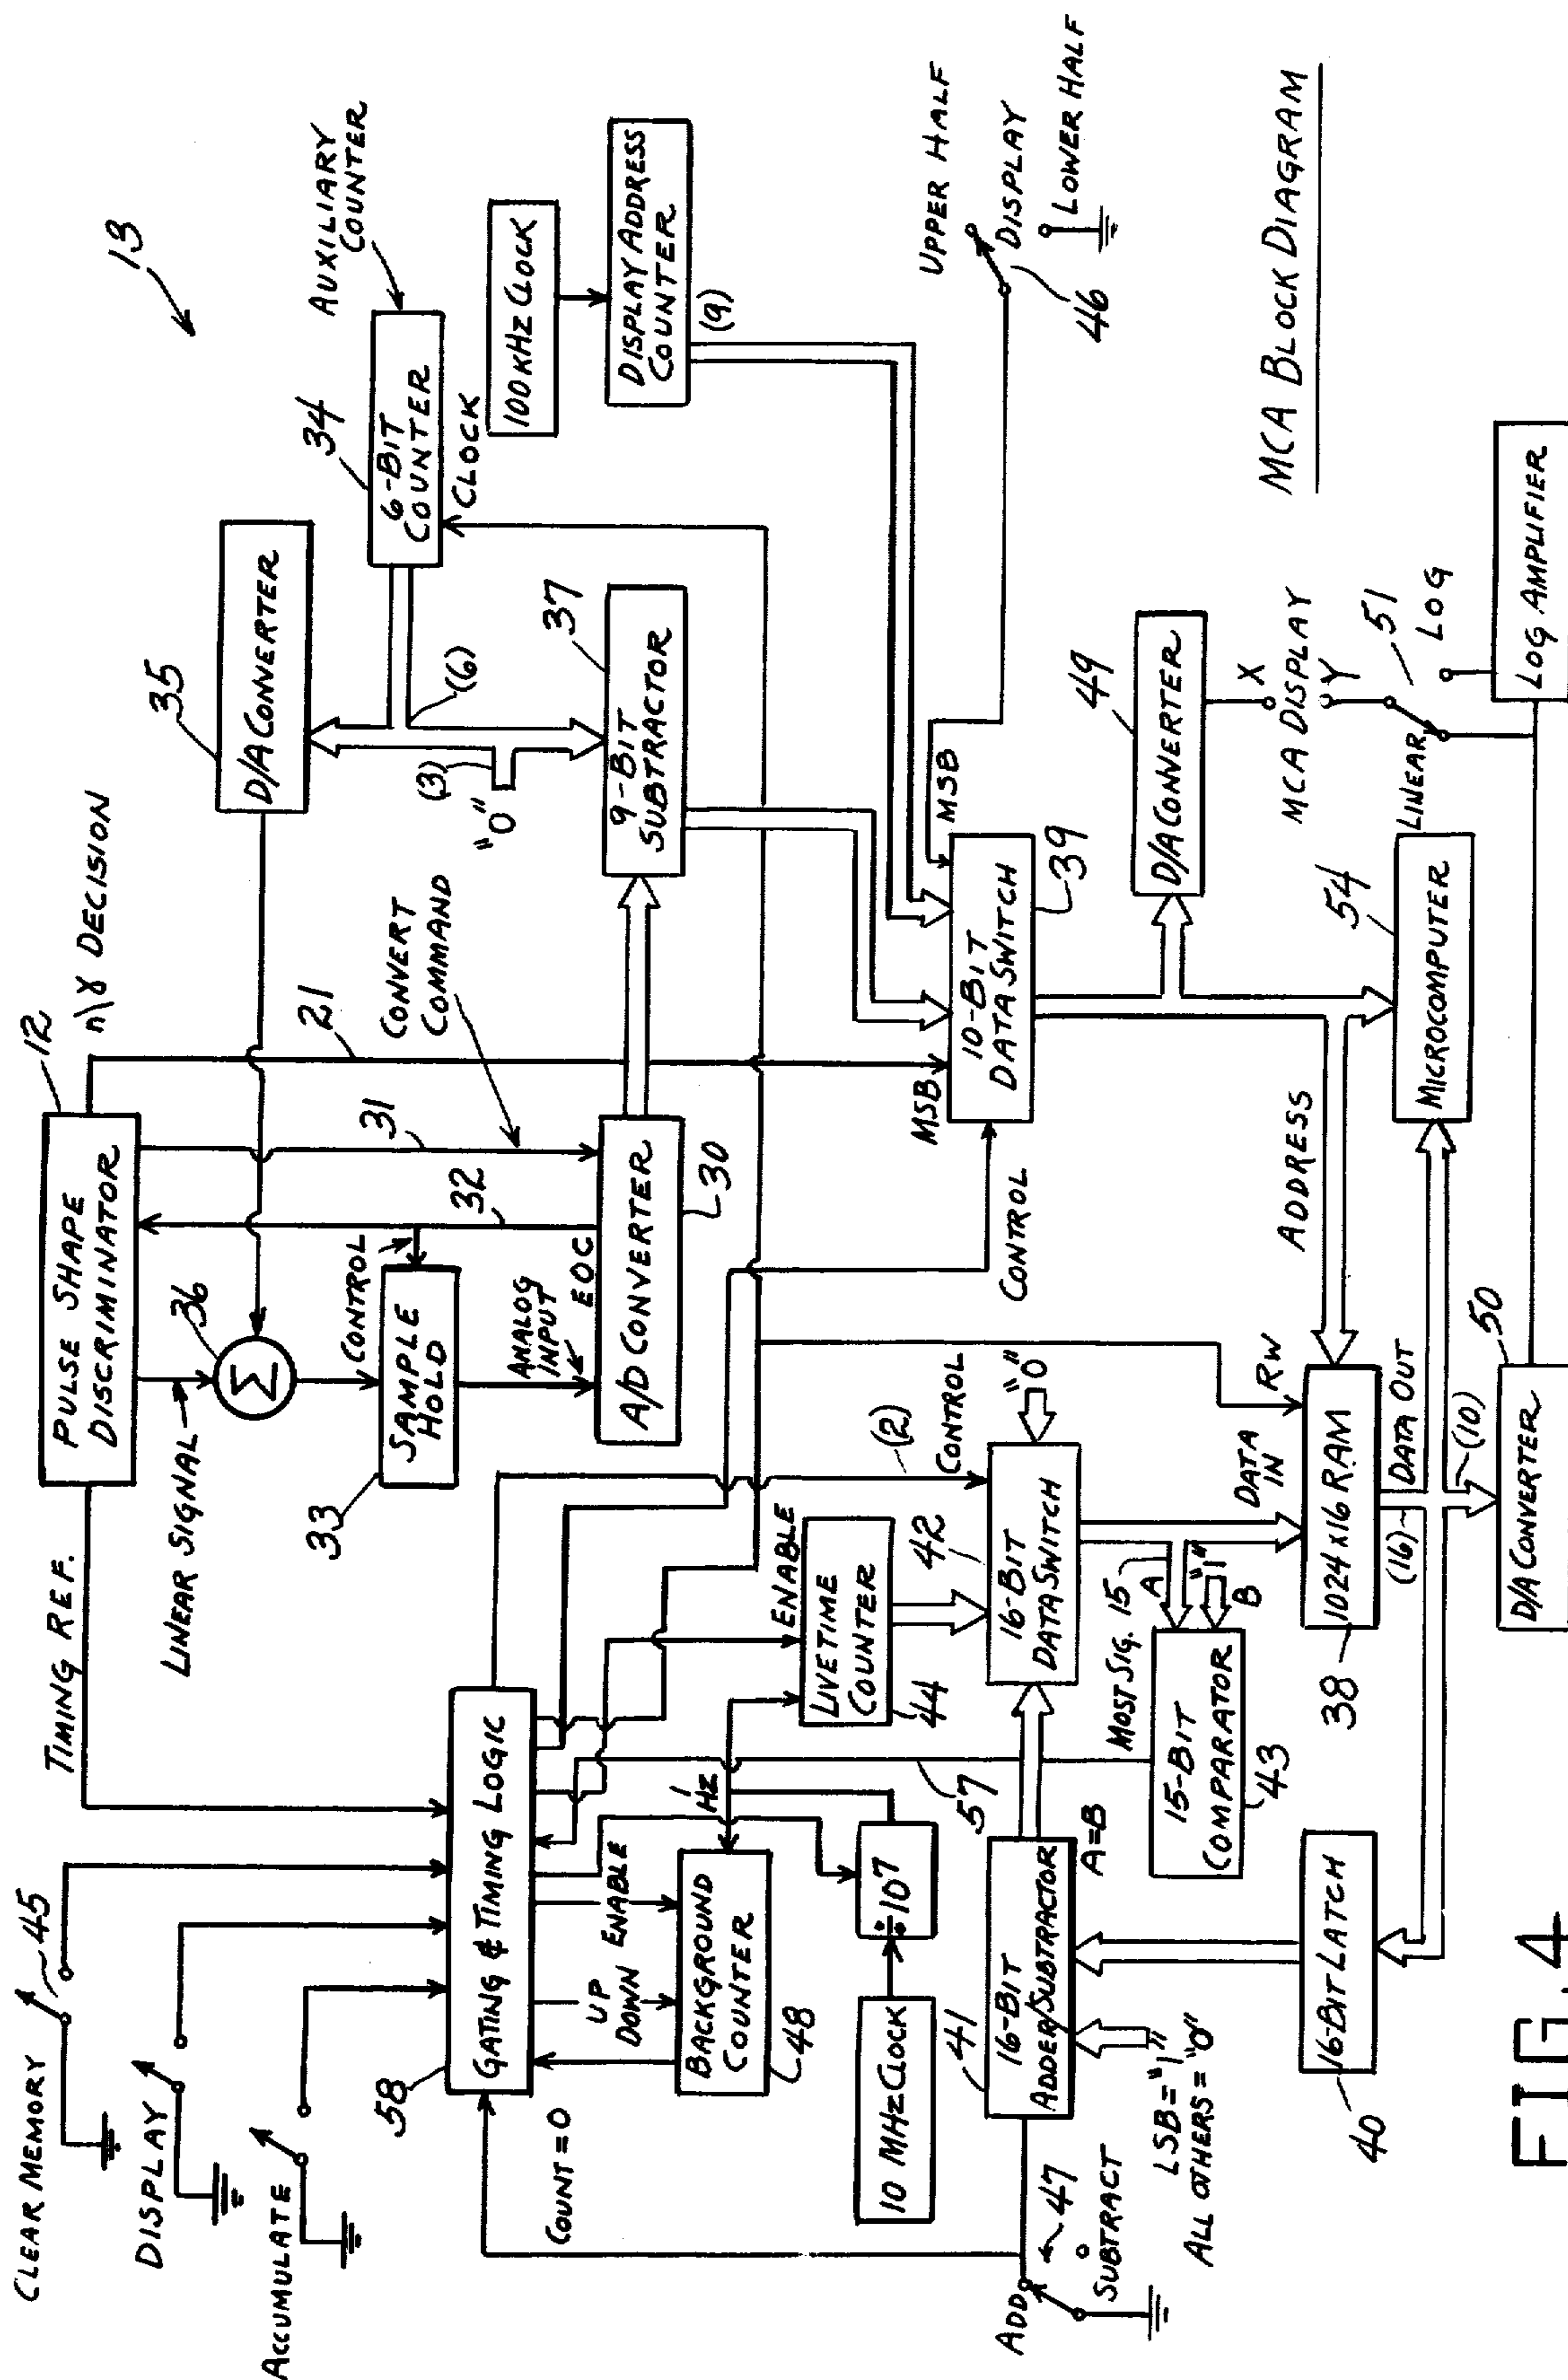 13
CLEAR MEMORY
45
DISPLAY
ACCUMULATE
TIMING REF.
LINEAR SIGNAL
PULSE SHAPE
DISCRIMINATOR
12
n\γ DECISION
21
31
32
CONVERT
COMMAND
36
Σ
CONTROL
SAMPLE
HOLD
33
ANALOG
INPUT
EOC
A/D CONVERTER
30
35
D/A CONVERTER
34
6-BIT
COUNTER
CLOCK
AUXILIARY
COUNTER
(6)
(3)
"0"
37
9-BIT
SUBTRACTOR
100 KHZ CLOCK
DISPLAY ADDRESS
COUNTER
(9)
58
GATING & TIMING LOGIC
COUNT=0
UP
DOWN
ENABLE
BACKGROUND
COUNTER
48
1
HZ
10 MHZ CLOCK
÷10⁷
ENABLE
LIVETIME
COUNTER
44
42
(2)
CONTROL
16-BIT
DATA SWITCH
"0"
CONTROL
MSB
MSB
10-BIT
DATA SWITCH
39
UPPER HALF
DISPLAY
LOWER HALF
46
ADD
47
SUBTRACT
41
16-BIT
ADDER/SUBTRACTOR
LSB="1"
ALL OTHERS="0"
57
A=B
MOST SIG. 15
A
"1"
B
15-BIT
COMPARATOR
43
40
16-BIT LATCH
DATA
IN
RW
ADDRESS
1024 x 16 RAM
38
DATA OUT
(16)
(10)
D/A CONVERTER
50
49
D/A CONVERTER
X
MCA DISPLAY
Y
54
MICROCOMPUTER
LINEAR
51
LOG
LOG AMPLIFIER
MCA BLOCK DIAGRAM
FIG. 4